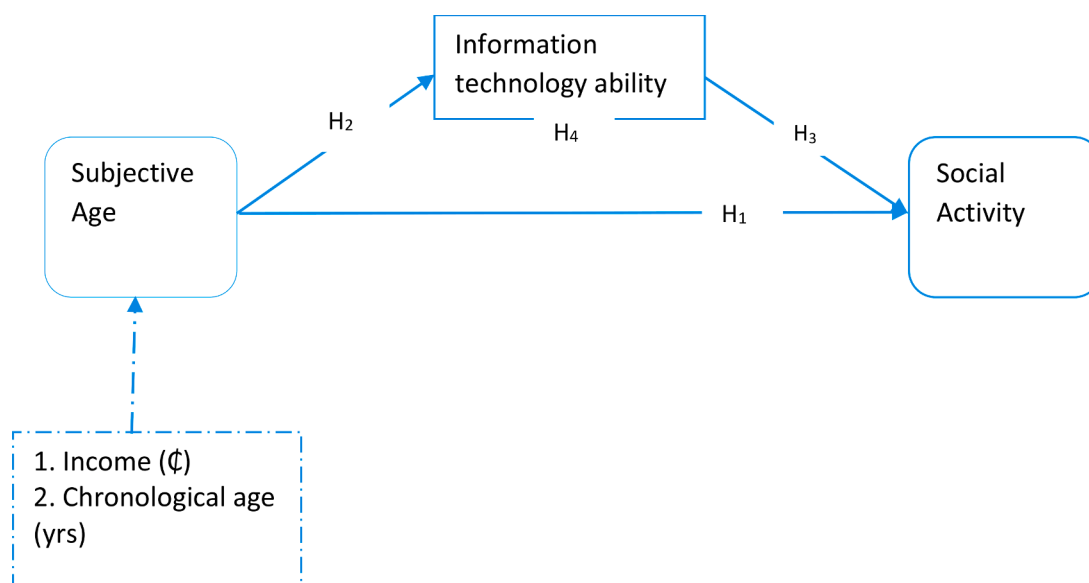 Information
technology ability
H₂
H₄
H₃
Subjective
Age
Social
Activity
H₁
1. Income (₵)
2. Chronological age
(yrs)